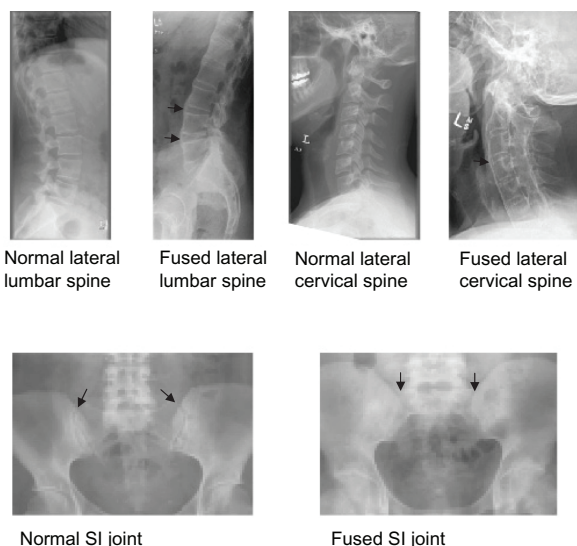 Normal lateral
lumbar spine
Fused lateral
lumbar spine
Normal lateral
cervical spine
Fused lateral
cervical spine
Normal SI joint
Fused SI joint